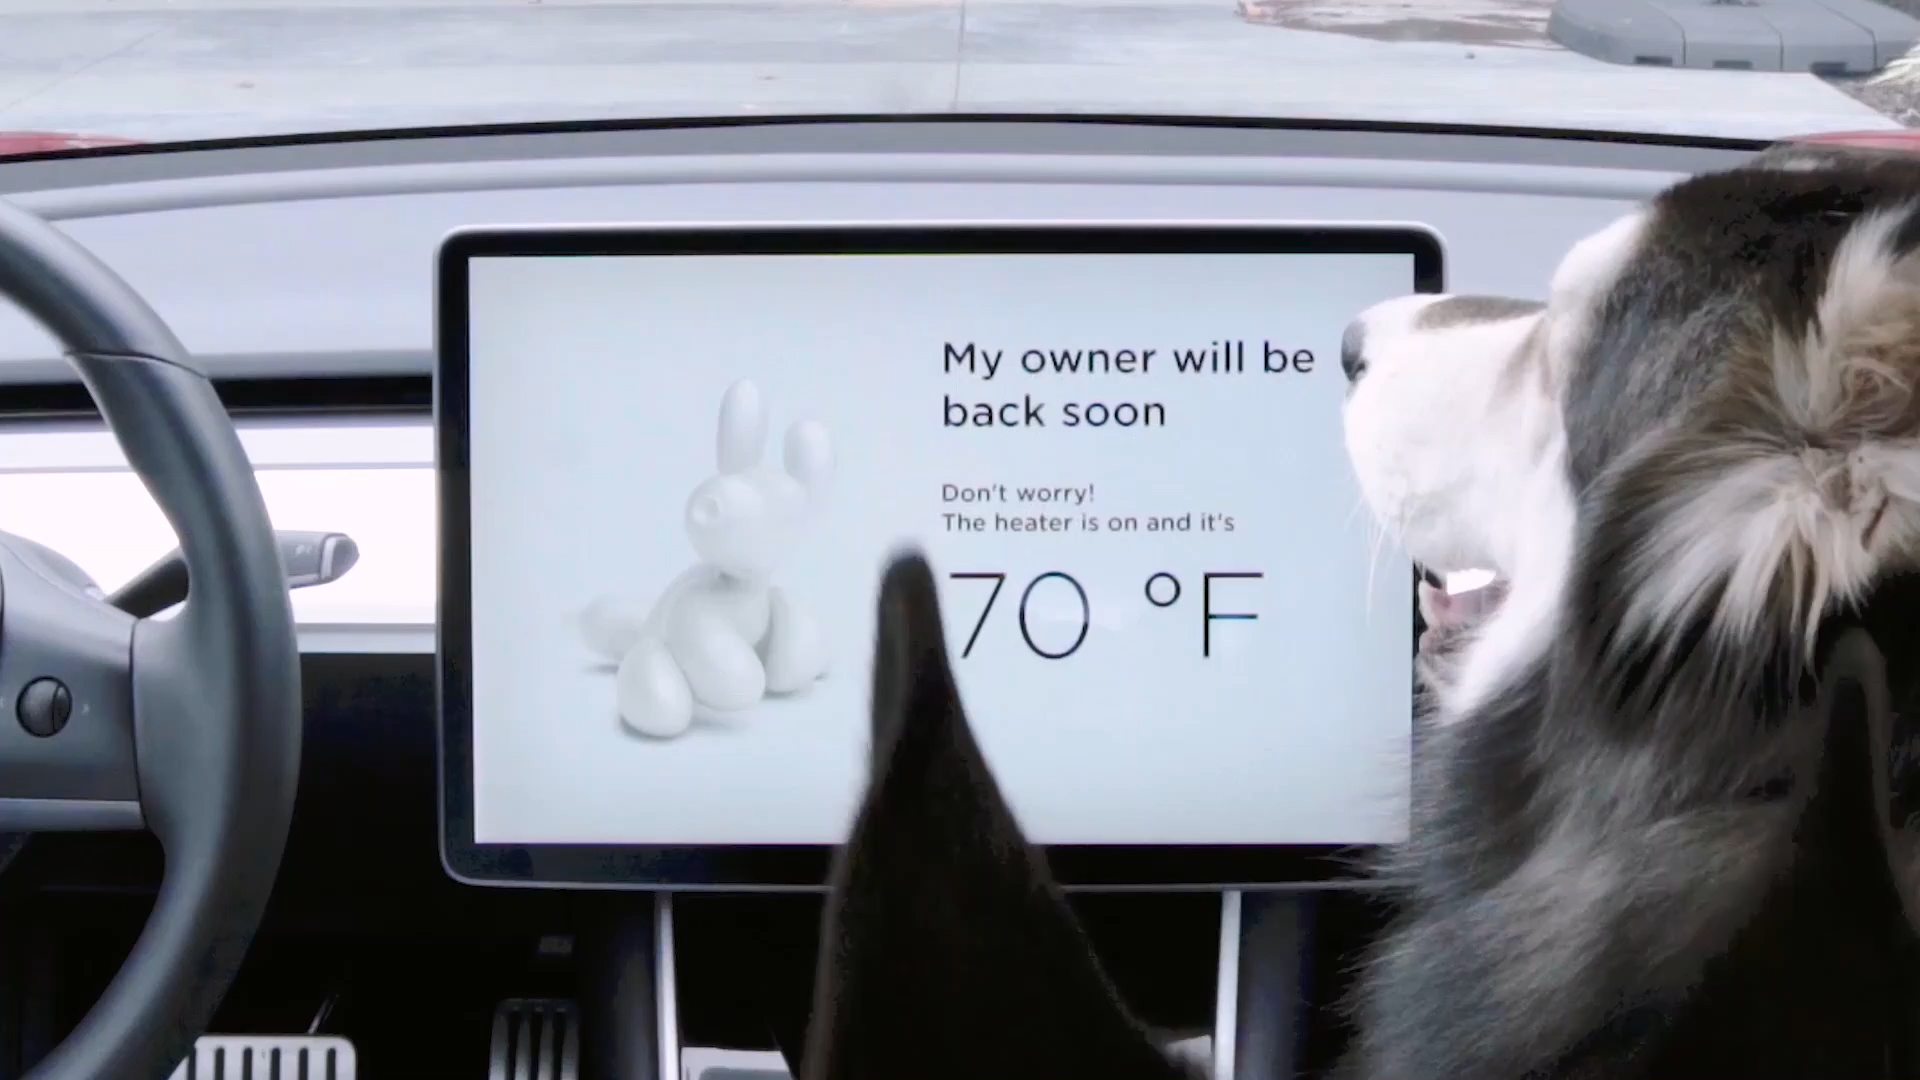 My owner will be
back soon
Don't worry!
The heater is on and it's
70 °F